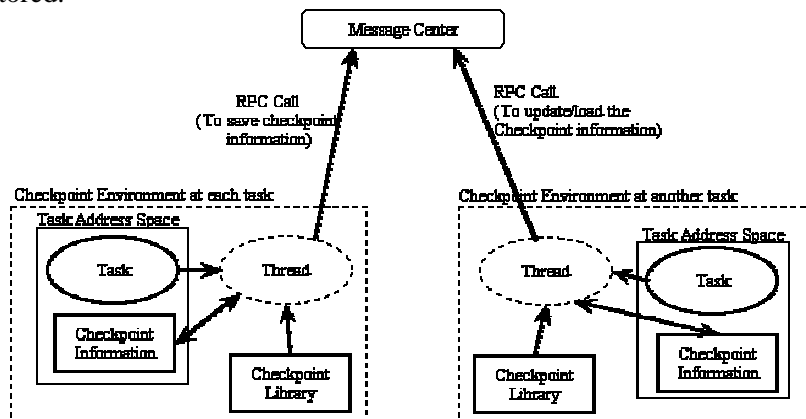 Message Center
RPC Call
(To save checkpoint
information)
RPC Call
(To update/load the
Checkpoint information)
Checkpoint Environment at each task
Task Address Space
Task
Thread
Checkpoint
Information
Checkpoint
Library
Checkpoint Environment at another task
Task Address Space
Thread
Task
Checkpoint
Information
Checkpoint
Library